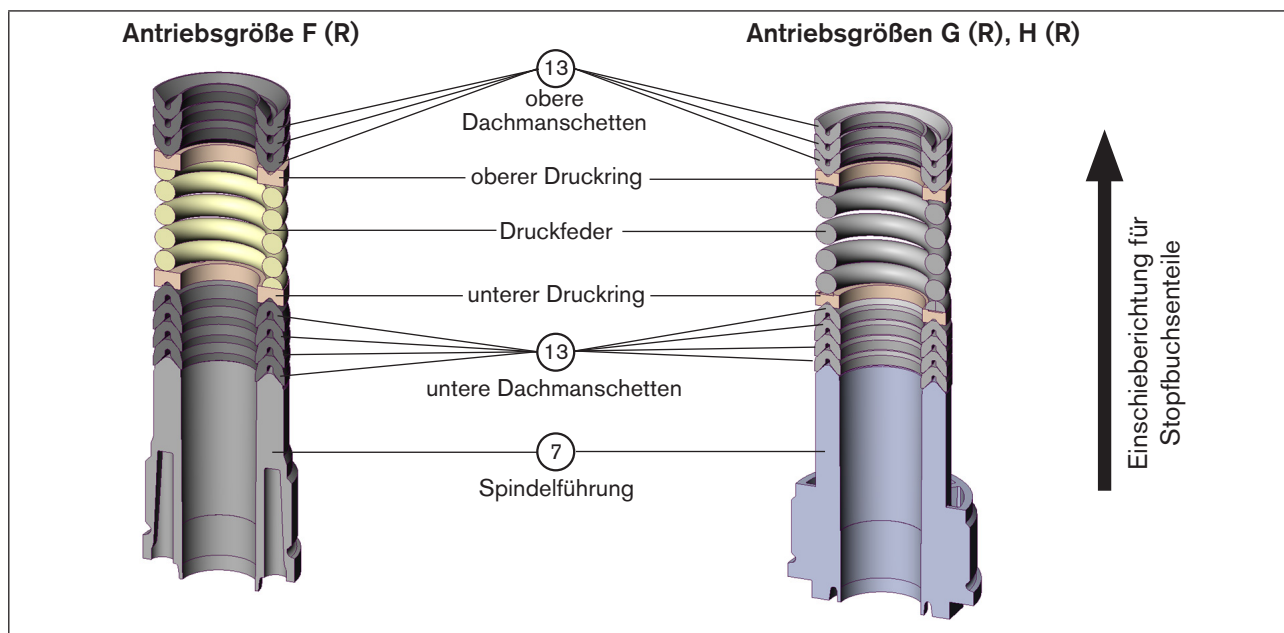 Antriebsgröße F (R)
Antriebsgrößen G (R), H (R)
13
obere
Dachmanschetten
oberer Druckring
Druckfeder
unterer Druckring
13
untere Dachmanschetten
7
Spindelführung
Einschieberichtung für
Stopfbuchsenteile